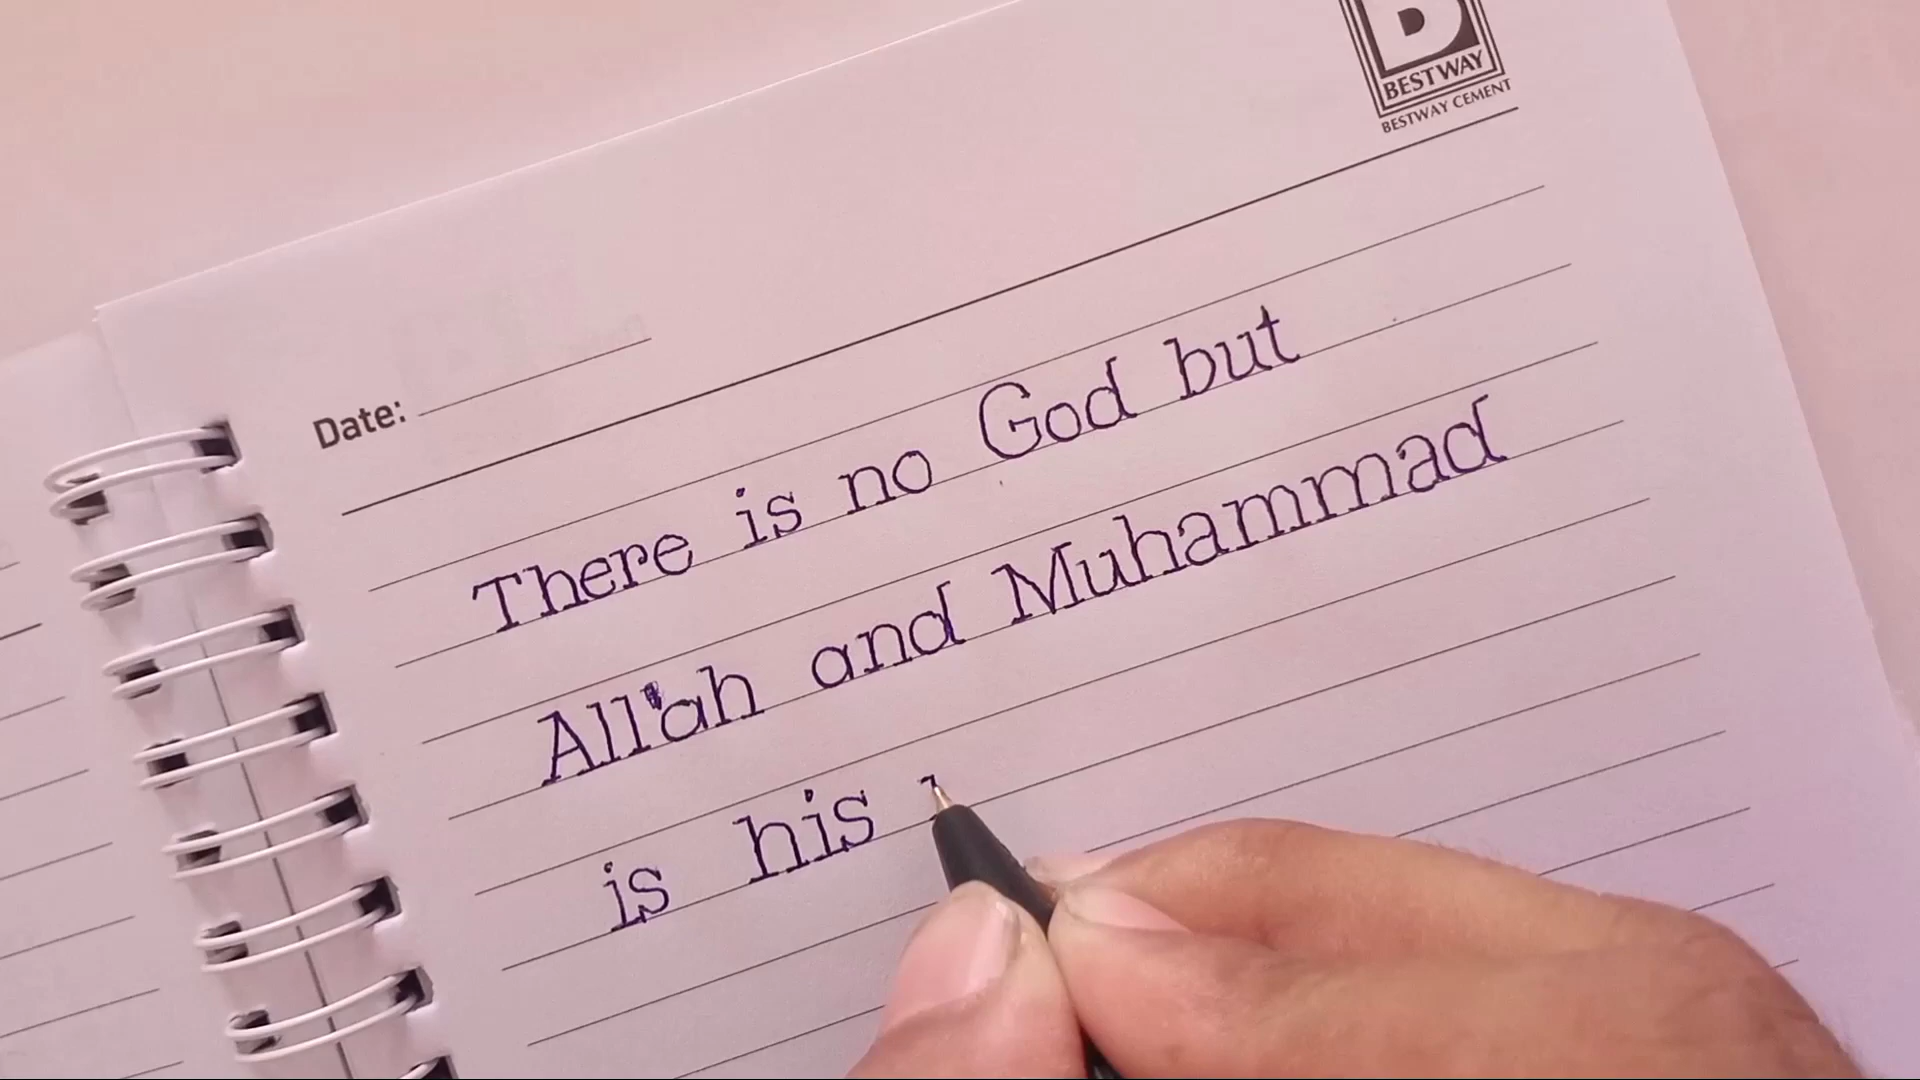 BESTWAY
BESTWAY CEMENT
Date:
There is no God but
Allah and Muhammad
is his